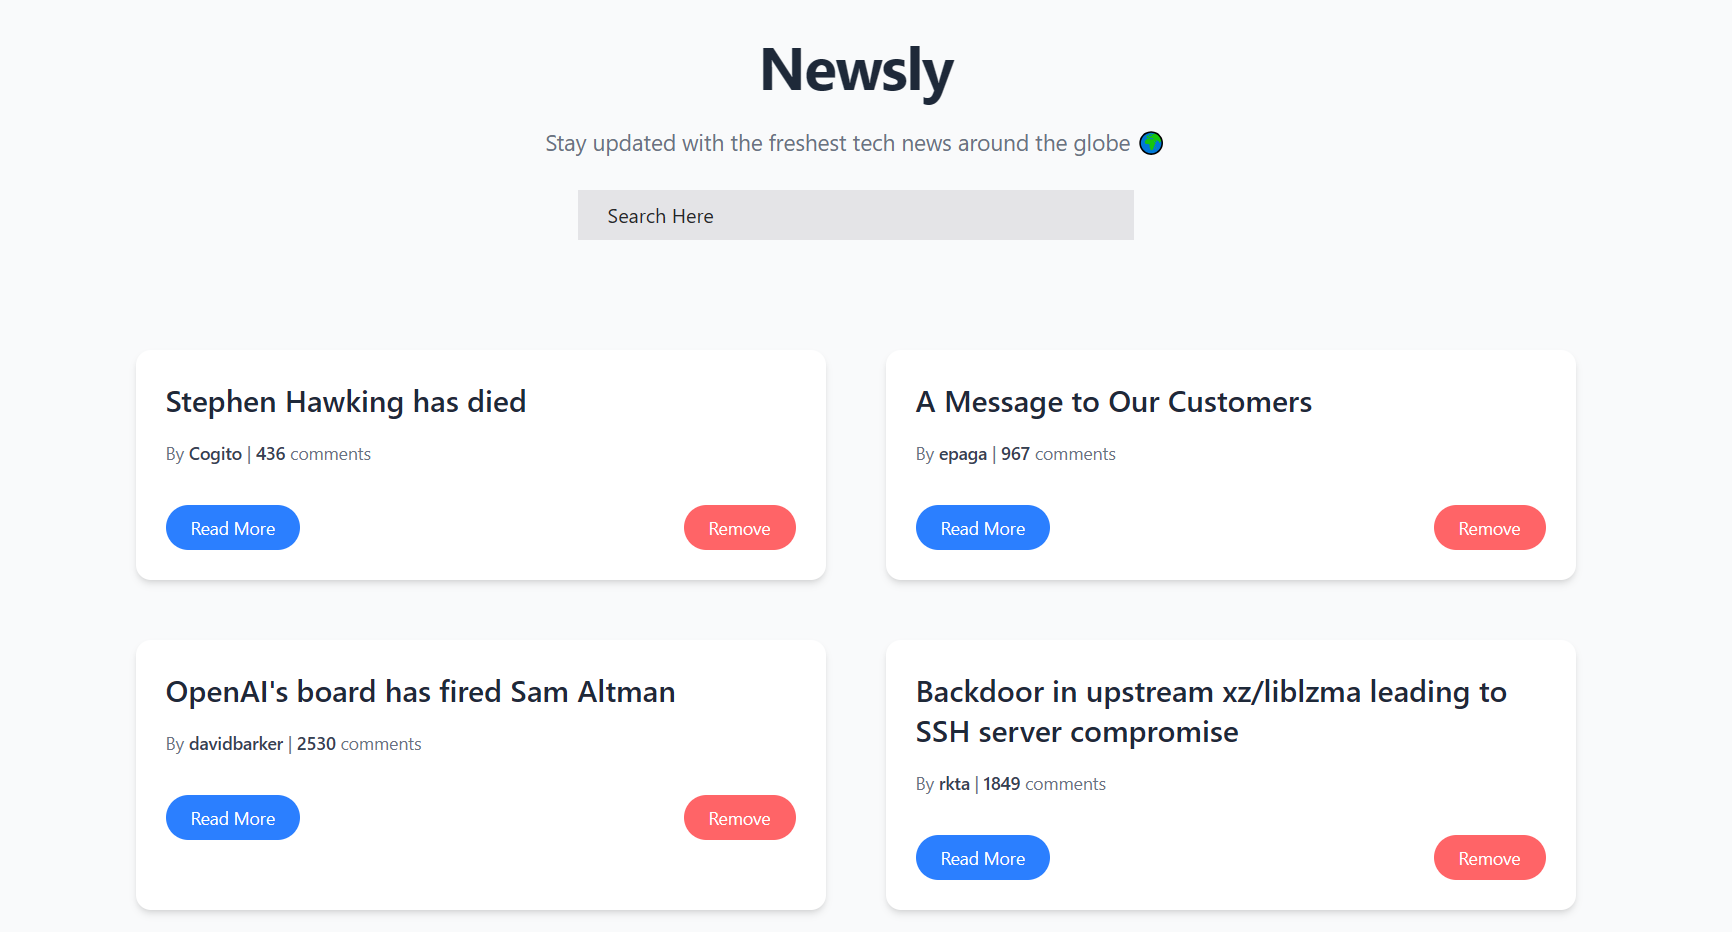 Newsly
Stay updated with the freshest tech news around the globe 🌍
Search Here
Stephen Hawking has died
By Cogito | 436 comments
Read More
Remove
A Message to Our Customers
By epaga | 967 comments
Read More
Remove
OpenAI's board has fired Sam Altman
By davidbarker | 2530 comments
Read More
Remove
Backdoor in upstream xz/liblzma leading to
SSH server compromise
By rkta | 1849 comments
Read More
Remove